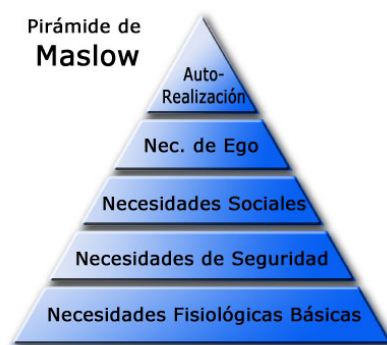 Pirámide de
Maslow
Auto-
Realización
Nec. de Ego
Necesidades Sociales
Necesidades de Seguridad
Necesidades Fisiológicas Básicas